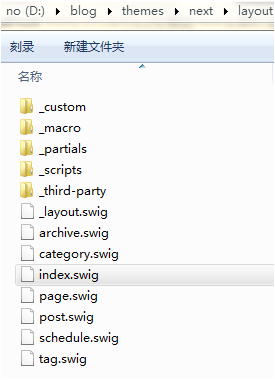 no (D:) ▸ blog ▸ themes ▸ next ▸ layout
刻录 新建文件夹
名称
_custom
_macro
_partials
_scripts
_third-party
_layout.swig
archive.swig
category.swig
index.swig
page.swig
post.swig
schedule.swig
tag.swig